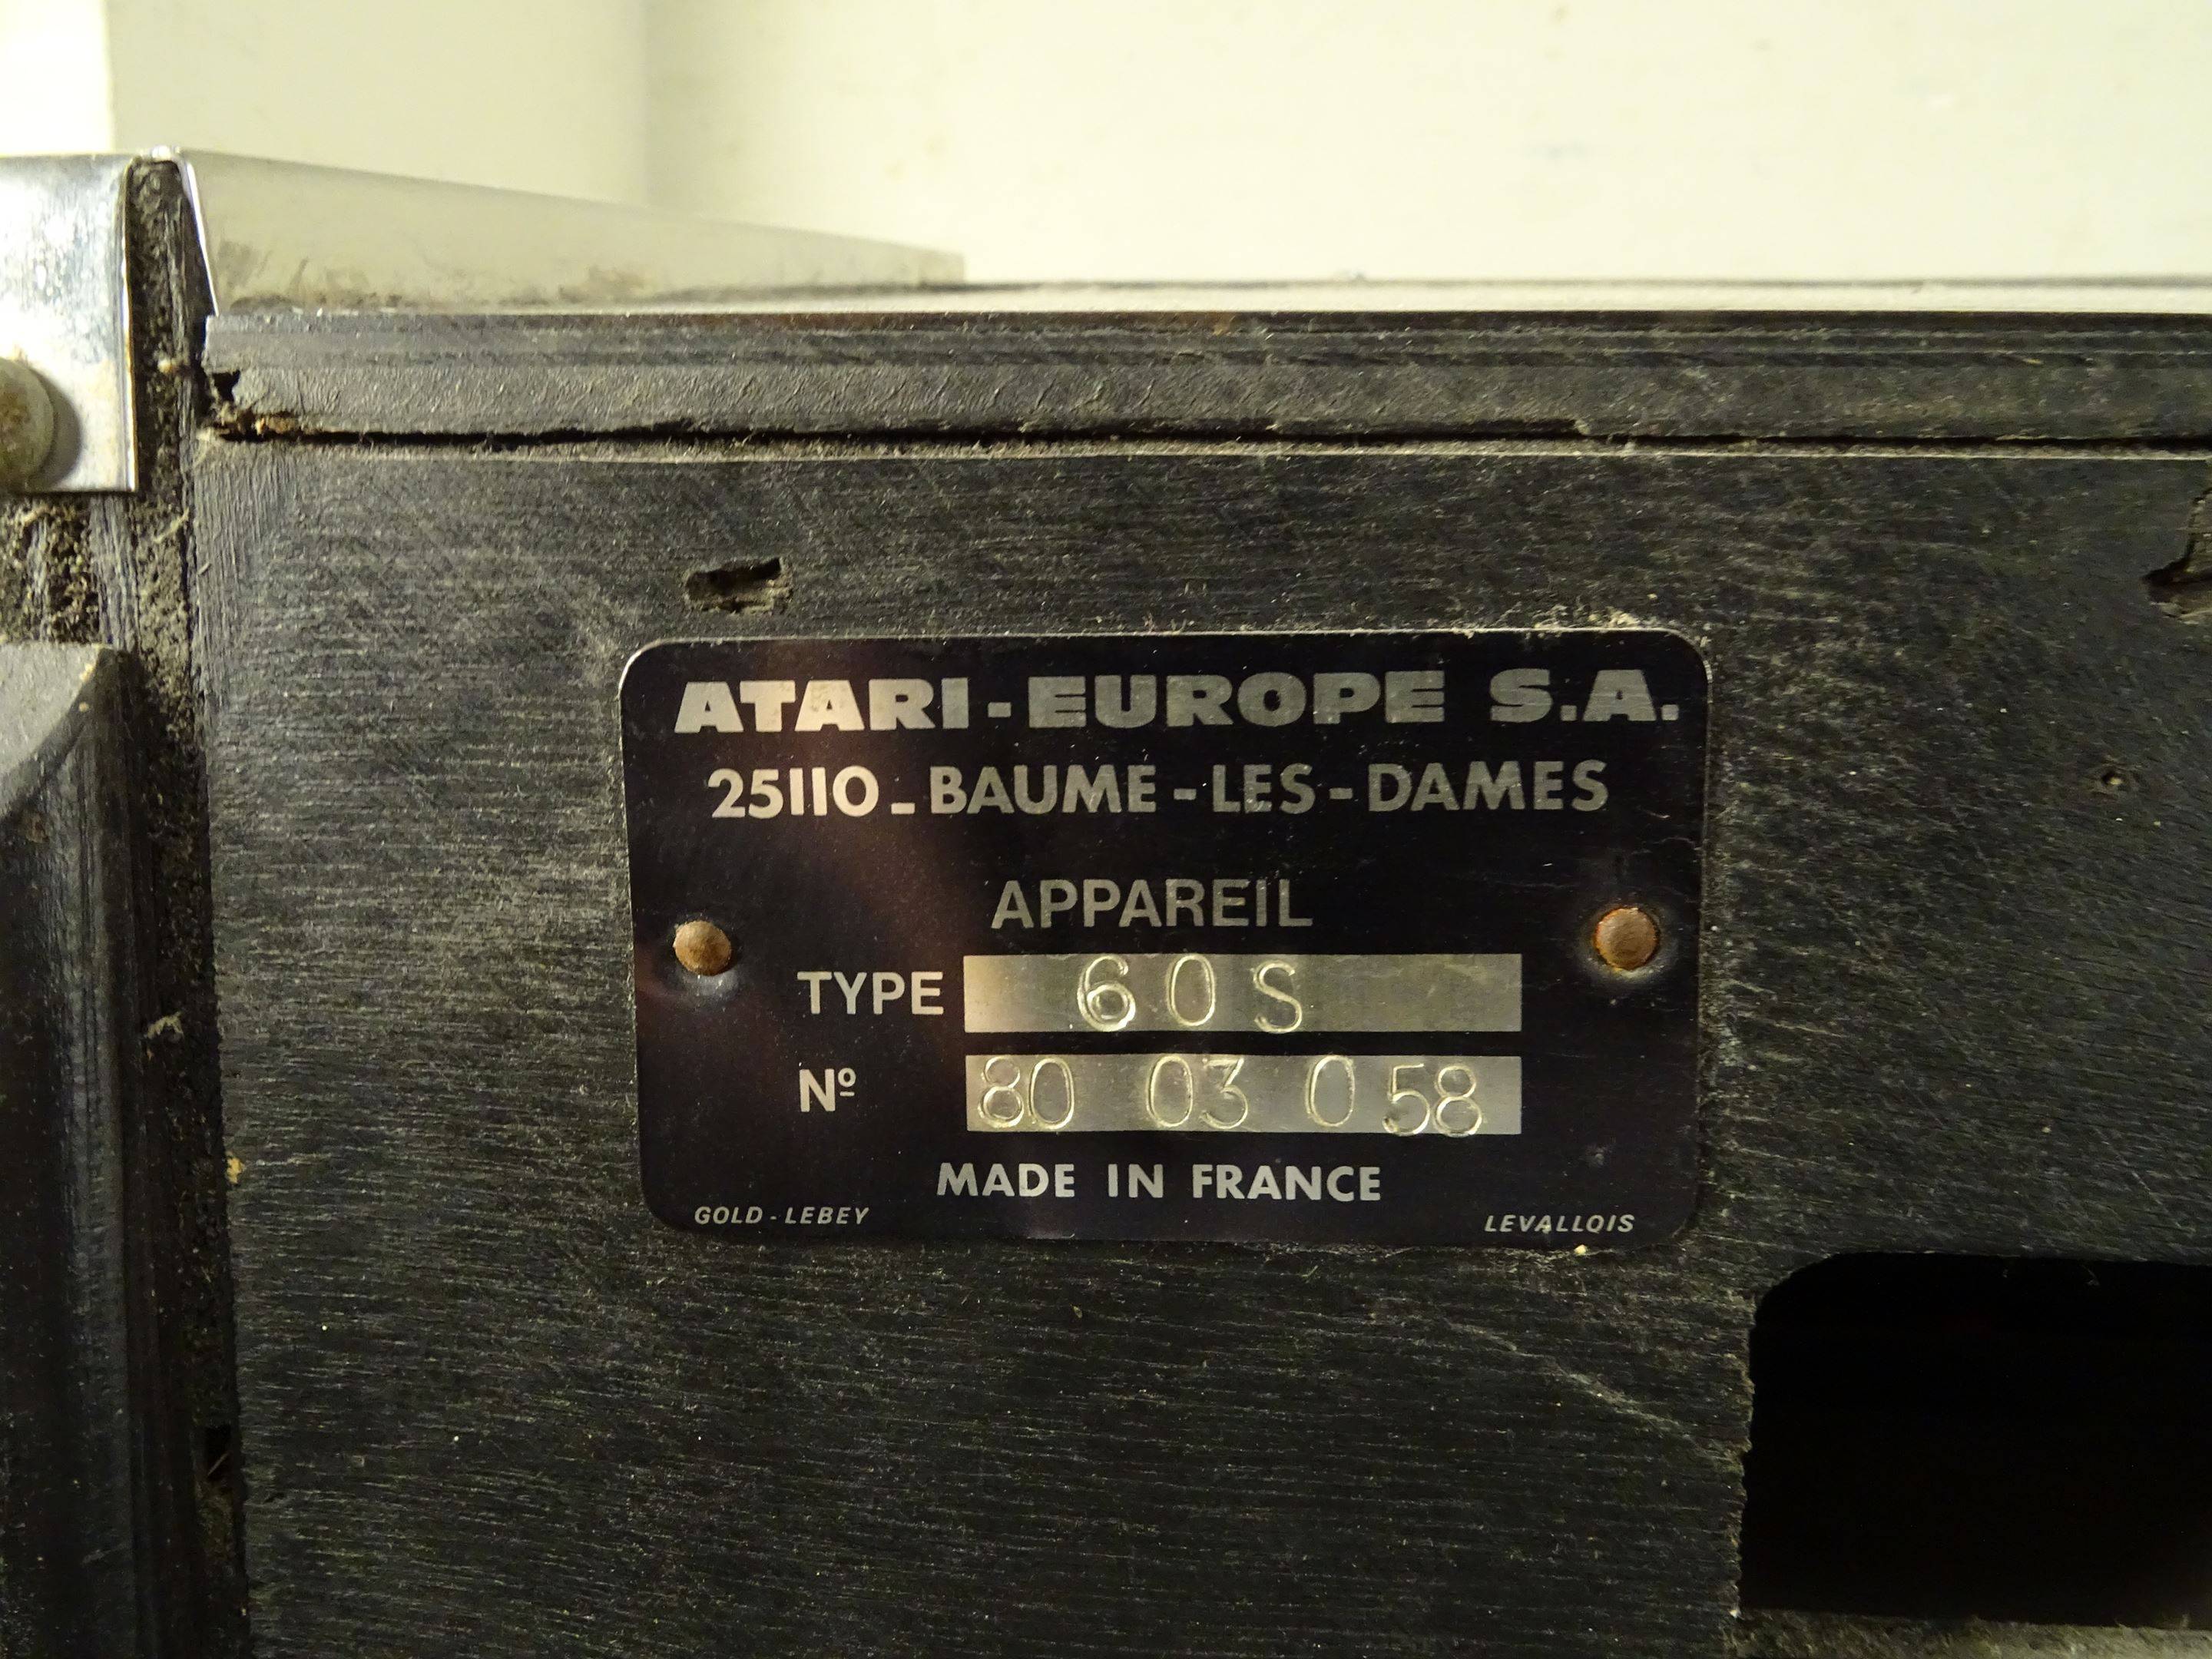 ATARI-EUROPE S.A.
25110_BAUME-LES-DAMES
APPAREIL
TYPE 60S
Nº 80 03 058
MADE IN FRANCE
GOLD-LEBEY LEVALLOIS